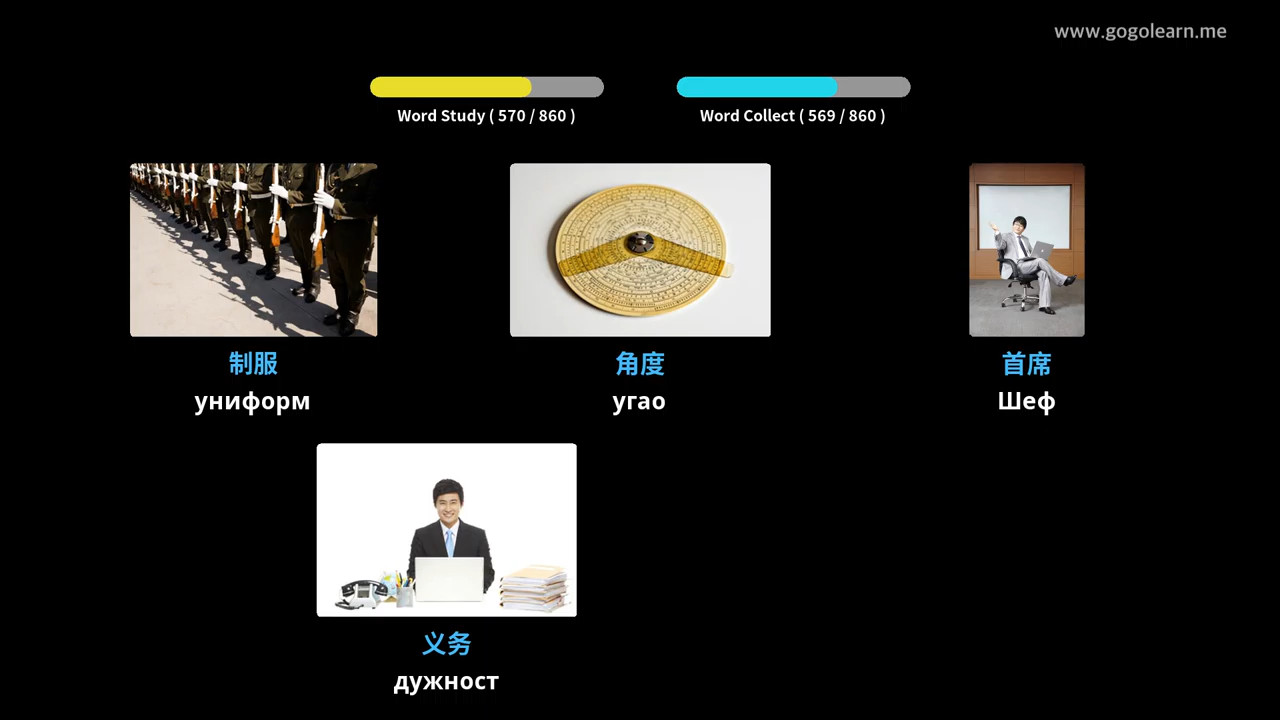 www.gogolearn.me
Word Study ( 570 / 860 )
Word Collect ( 569 / 860 )
制服
униформ
角度
угао
首席
Шеф
义务
дужност